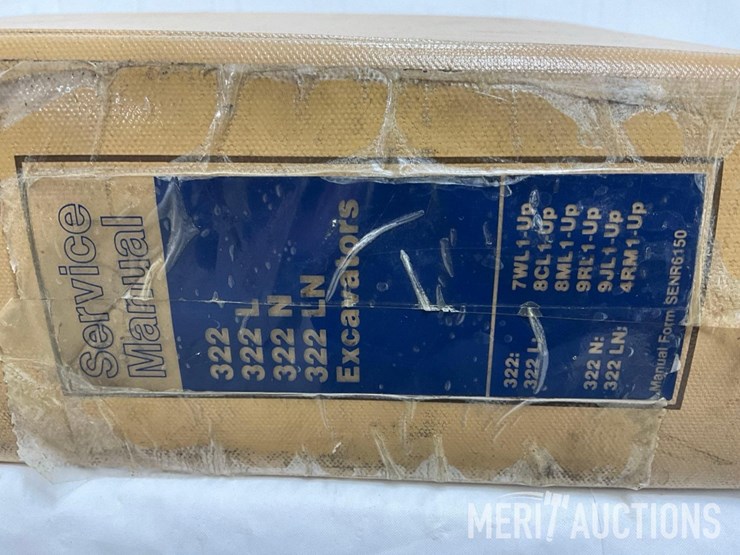 Service
Manual
322
322 L
322 N
322 LN
Excavators
322: 7WL1-Up
322 L: 8CL1-Up
8ML1-Up
9RL1-Up
322 N: 9JL1-Up
322 LN: 4RM1-Up
Manual Form SENR6150
MERIT AUCTIONS